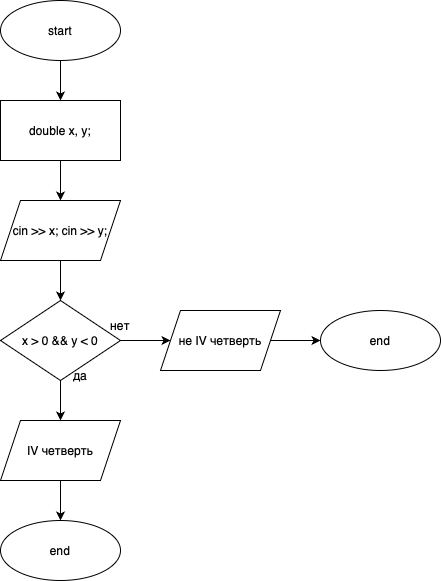 start
double x, y;
cin >> x; cin >> y;
x > 0 && y < 0
нет
не IV четверть
end
да
IV четверть
end